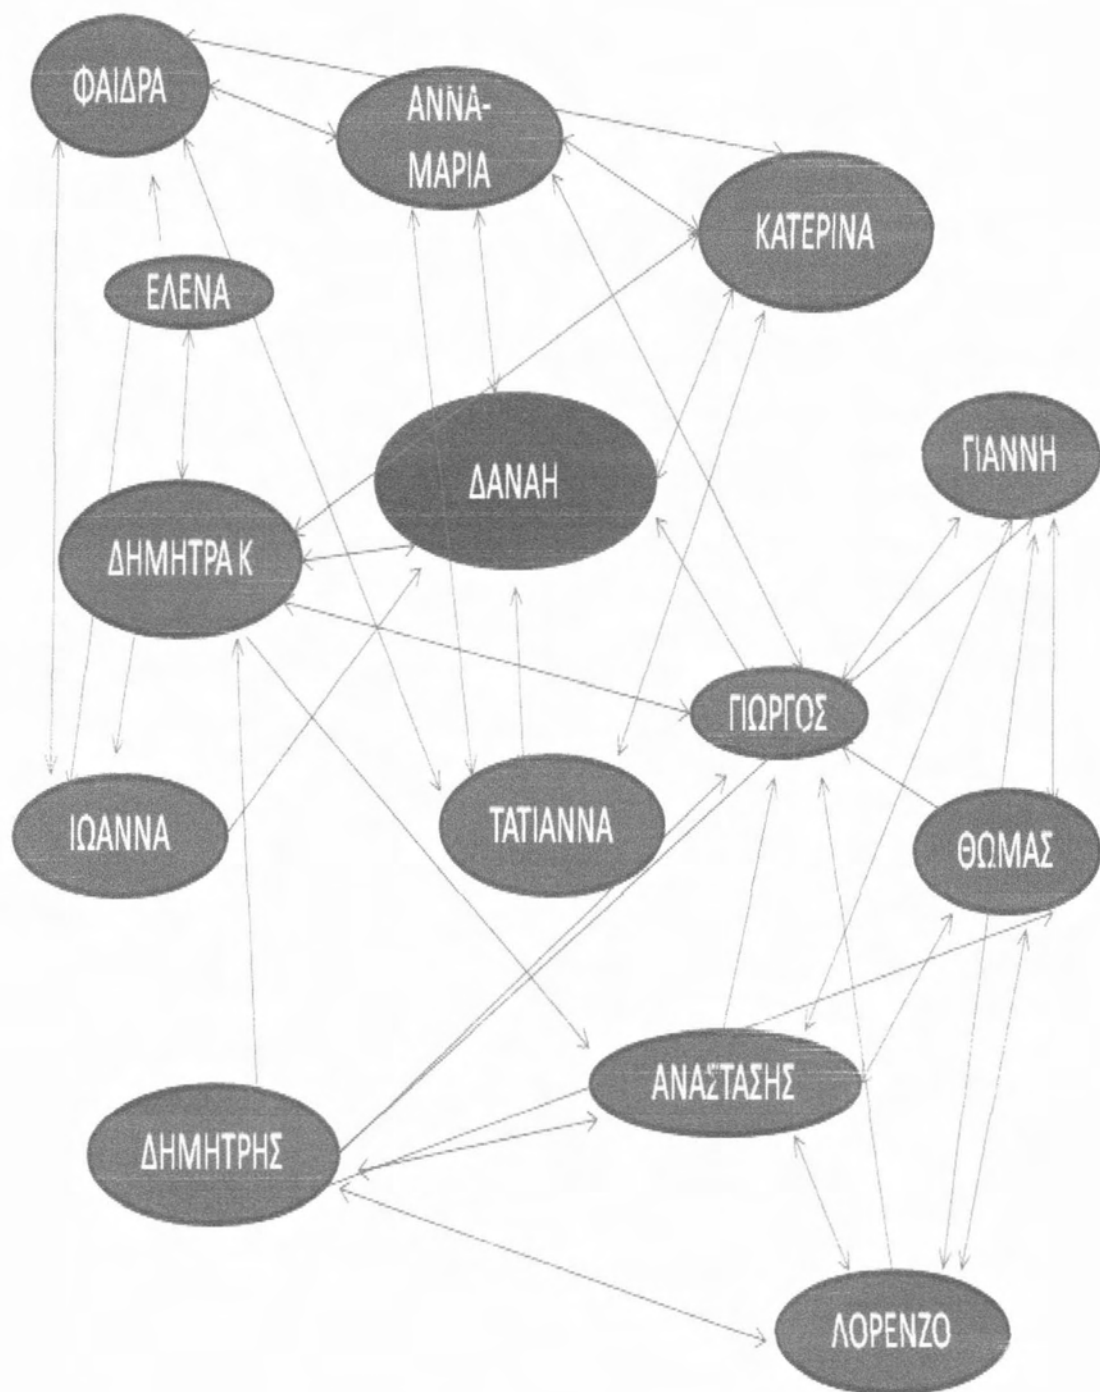 ΦΑΙΔΡΑ
ΑΝΝΑ-
ΜΑΡΙΑ
ΚΑΤΕΡΙΝΑ
ΕΛΕΝΑ
ΔΑΝΑΗ
ΓΙΑΝΝΗ
ΔΗΜΗΤΡΑ Κ
ΓΙΩΡΓΟΣ
ΙΩΑΝΝΑ
ΤΑΤΙΑΝΝΑ
ΘΩΜΑΣ
ΑΝΑΣΤΑΣΗΣ
ΔΗΜΗΤΡΗΣ
ΛΟΡΕΝΖΟ